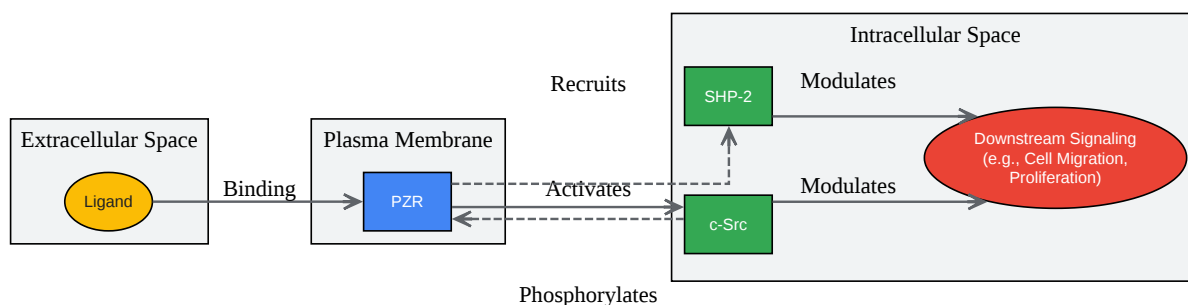 Intracellular Space
Recruits
SHP-2
Modulates
Extracellular Space
Plasma Membrane
Downstream Signaling
(e.g., Cell Migration,
Proliferation)
Ligand
Binding
PZR
Activates
Modulates
c-Src
Phosphorylates